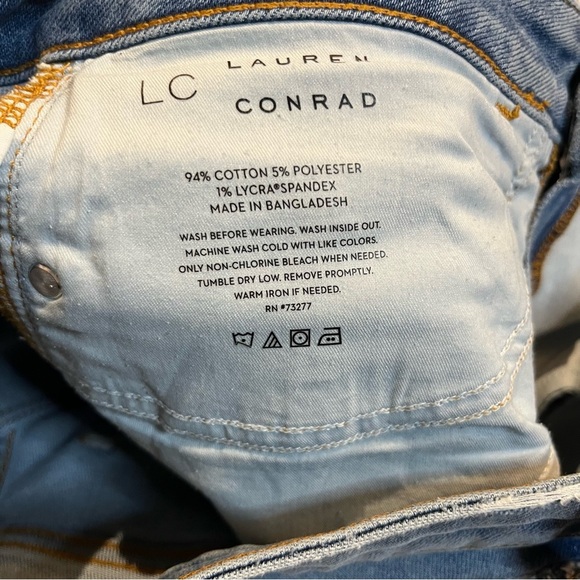 LC LAUREN
CONRAD
94% COTTON 5% POLYESTER
1% LYCRA®SPANDEX
MADE IN BANGLADESH
WASH BEFORE WEARING. WASH INSIDE OUT.
MACHINE WASH COLD WITH LIKE COLORS.
ONLY NON-CHLORINE BLEACH WHEN NEEDED.
TUMBLE DRY LOW. REMOVE PROMPTLY.
WARM IRON IF NEEDED.
RN #73277